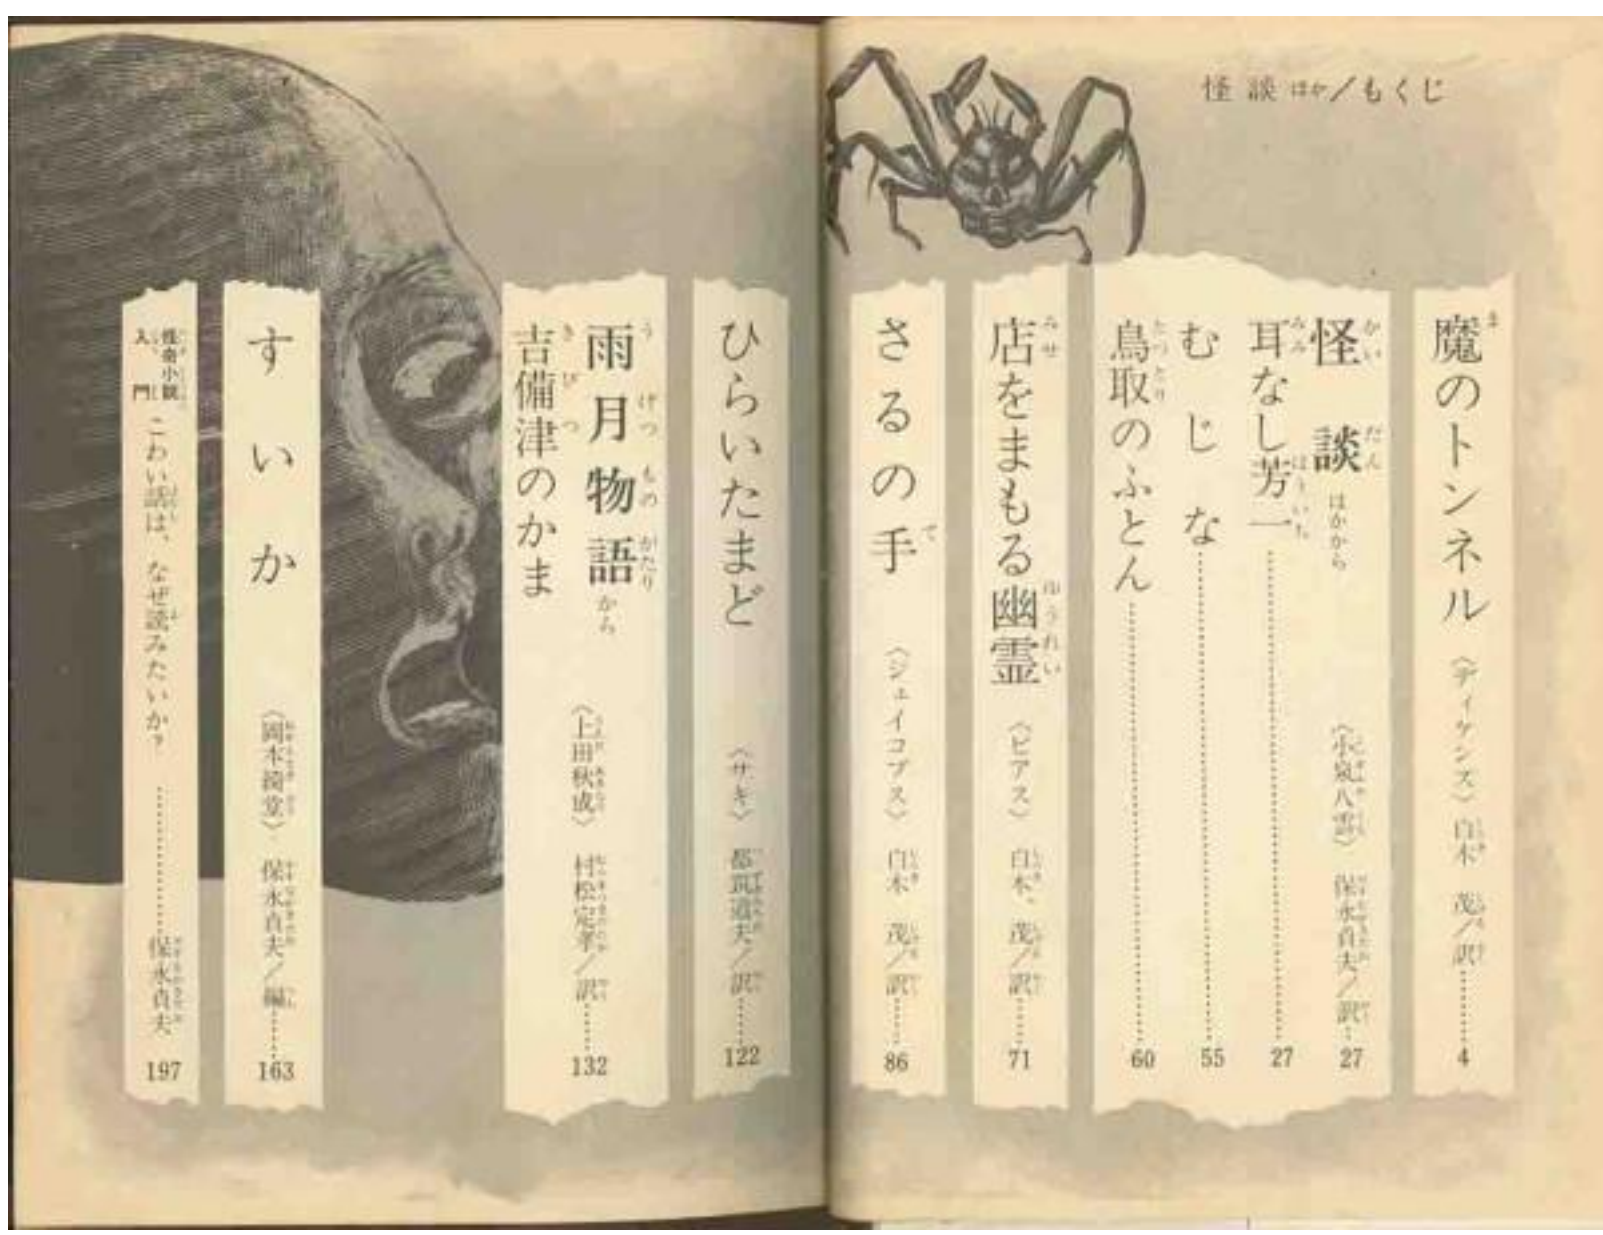 怪談ほか/もくじ
魔のトンネル 〈ディケンズ〉 白木 茂/訳………4
怪談 ほかから 〈小泉八雲〉 保永貞夫/訳…27
耳なし芳一………27
むじな………55
鳥取のふとん………60
店をまもる幽霊 〈ビアス〉 白木 茂/訳……71
さるの手 〈ジェイコブス〉 白木 茂/訳……86
ひらいたまど 〈サキ〉 都筑道夫/訳……122
雨月物語から 〈上田秋成〉 村松定孝/訳……132
吉備津のかま
すいか 〈岡本綺堂〉 保永貞夫/編……163
怪奇小説入門 こわい話は、なぜ読みたいか? ………保永貞夫 197